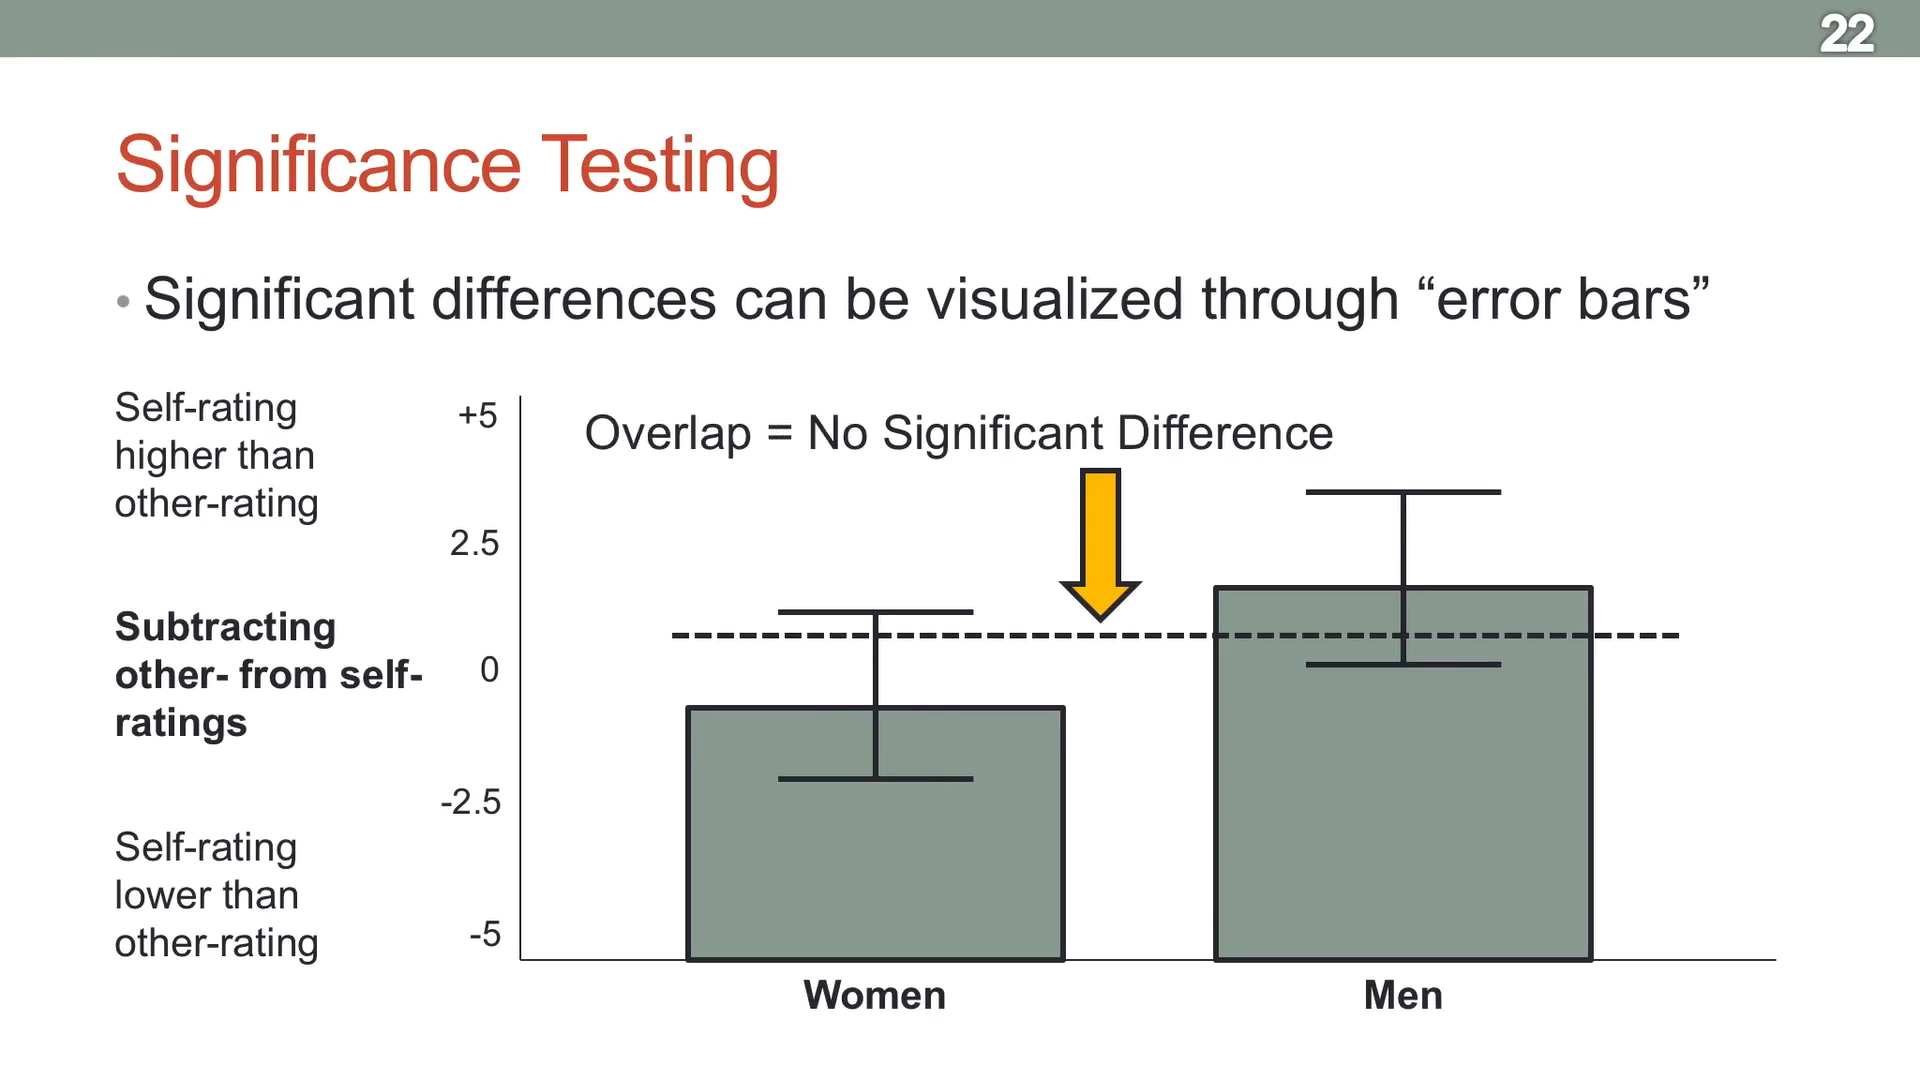 22
Significance Testing
• Significant differences can be visualized through “error bars”
Self-rating
higher than
other-rating
Subtracting
other- from self-
ratings
Self-rating
lower than
other-rating
+5
2.5
0
-2.5
-5
Overlap = No Significant Difference
Women
Men